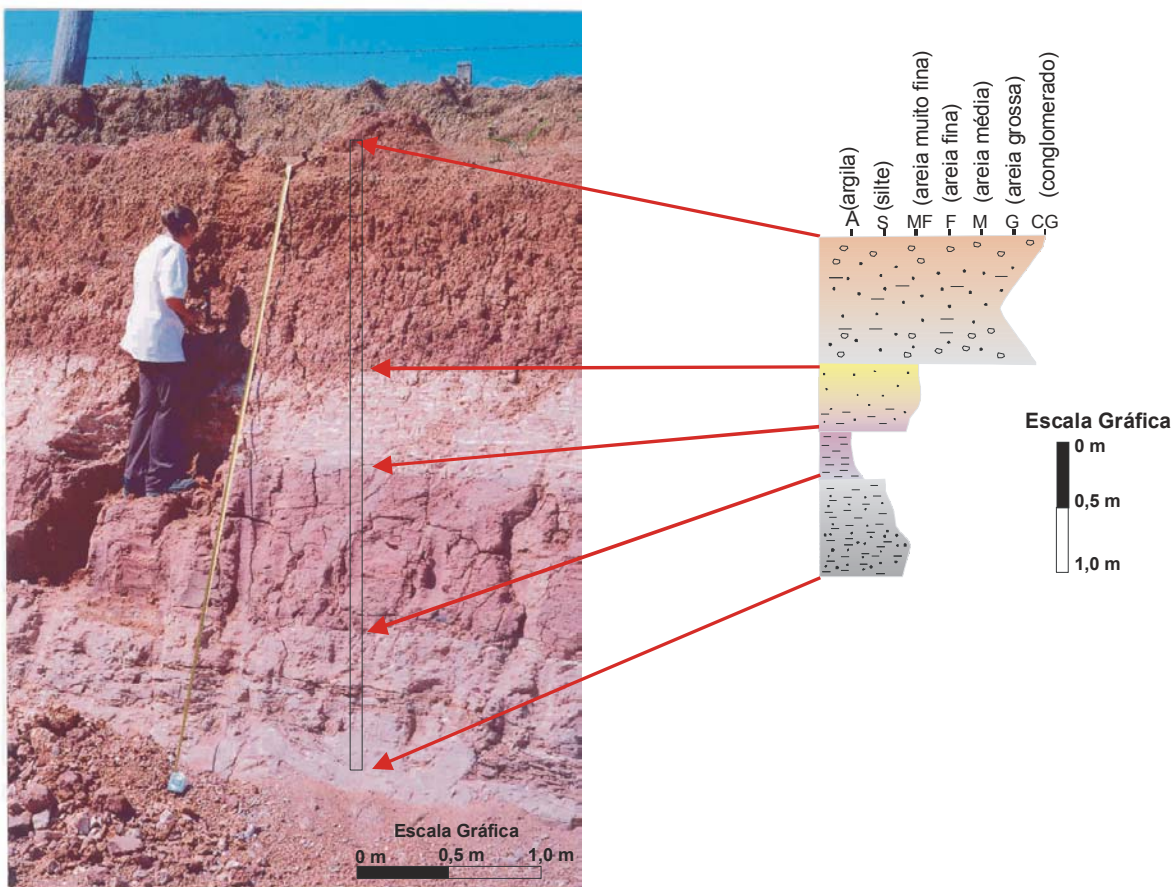 A (argila)
S (silte)
MF (areia muito fina)
F (areia fina)
M (areia média)
G (areia grossa)
CG (conglomerado)
Escala Gráfica
0 m
0,5 m
1,0 m
Escala Gráfica
0 m 0,5 m 1,0 m